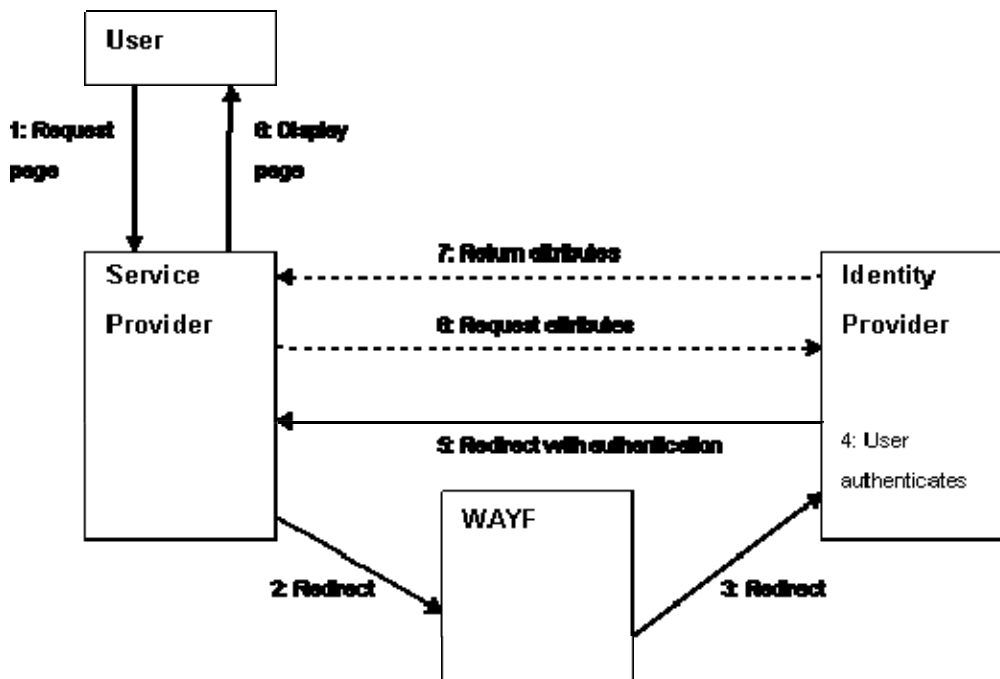 User
1: Request
page
8: Display
page
Service
Provider
7: Return attributes
6: Request attributes
Identity
Provider
5: Redirect with authentication
4: User
authenticates
WAYF
2: Redirect
3: Redirect